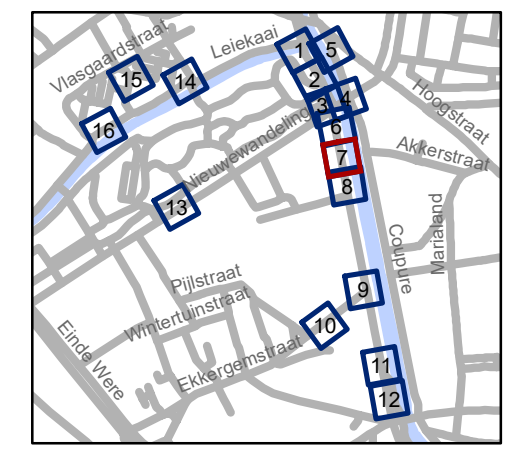 Vlasgaardstraat
Leiekaai
1
5
15
14
2
Hoogstraat
3
4
16
Nieuwewandeling
6
Akkerstraat
7
8
13
Marialand
Coupure
Pijlstraat
9
Wintertuinstraat
10
Einde Were
Ekkergemstraat
11
12